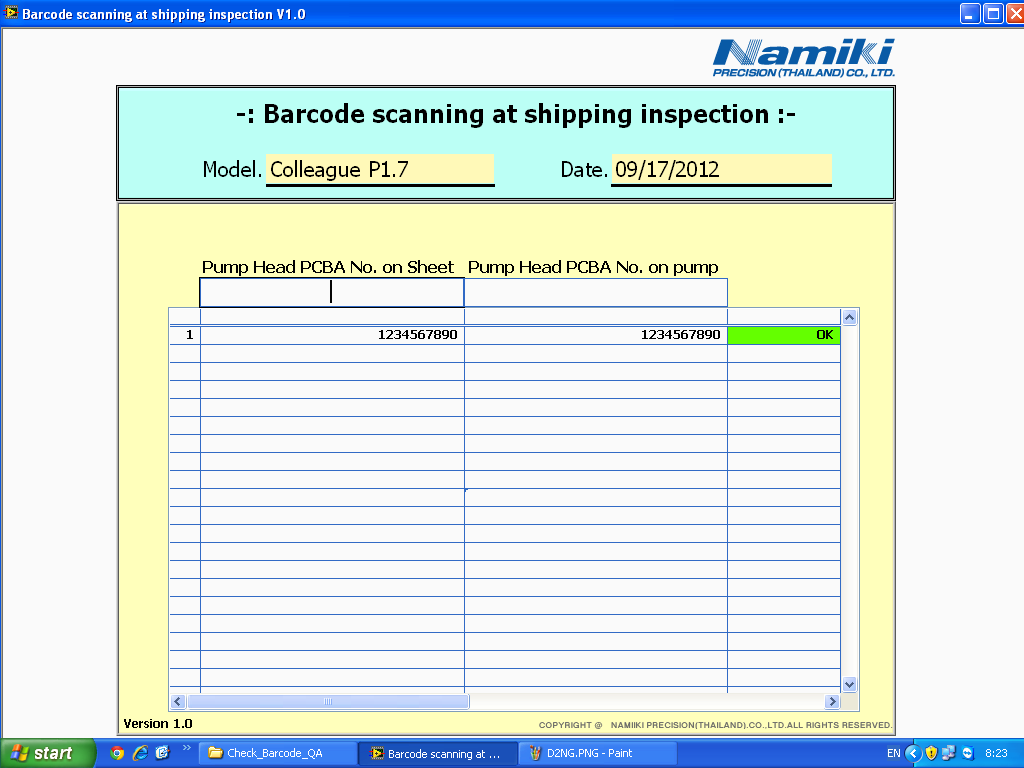 Barcode scanning at shipping inspection V1.0
Namiki
PRECISION (THAILAND) CO., LTD.
-: Barcode scanning at shipping inspection :-
Model. Colleague P1.7 Date. 09/17/2012
Pump Head PCBA No. on Sheet Pump Head PCBA No. on pump
1 1234567890 1234567890 OK
Version 1.0 COPYRIGHT @ NAMIIKI PRECISION(THAILAND).CO.,LTD.ALL RIGHTS RESERVED.
start » Check_Barcode_QA Barcode scanning at ... D2NG.PNG - Paint EN 8:23